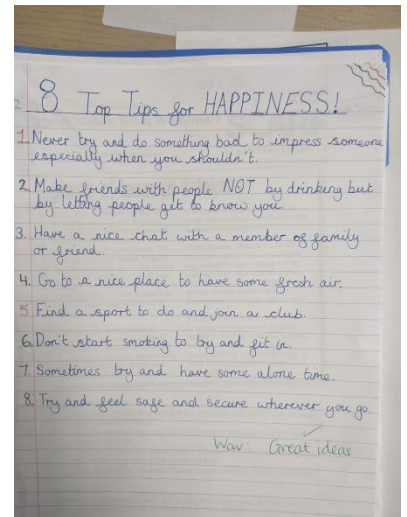 8 Top Tips for HAPPINESS!
1. Never try and do something bad to impress someone
especially when you shouldn't.
2. Make friends with people NOT by drinking but
by letting people get to know you
3. Have a nice chat with a member of family
or friend.
4. Go to a nice place to have some fresh air.
5. Find a sport to do and join a club.
6. Don't start smoking to try and fit in.
7. Sometimes try and have some alone time.
8. Try and feel safe and secure wherever you go.
Great ideas